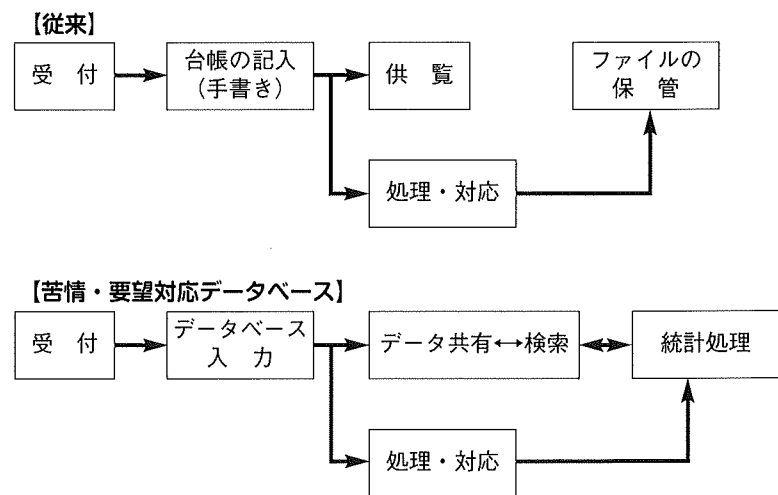 【従来】
受　付
台帳の記入
（手書き）
供　覧
ファイルの
保　管
処理・対応
【苦情・要望対応データベース】
受　付
データベース
入　力
データ共有↔検索
統計処理
処理・対応